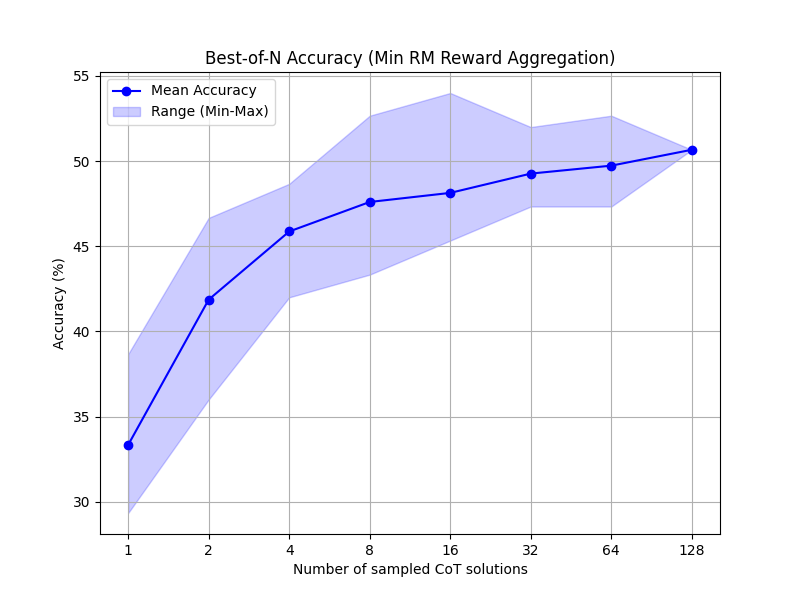 Best-of-N Accuracy (Min RM Reward Aggregation)
Mean Accuracy
Range (Min-Max)
Accuracy (%)
55
50
45
40
35
30
1 2 4 8 16 32 64 128
Number of sampled CoT solutions